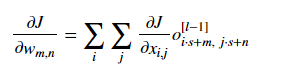 ∂J/∂w_{m,n} = ∑_i ∑_j ∂J/∂x_{i,j} o^{[l−1]}_{i·s+m, j·s+n}